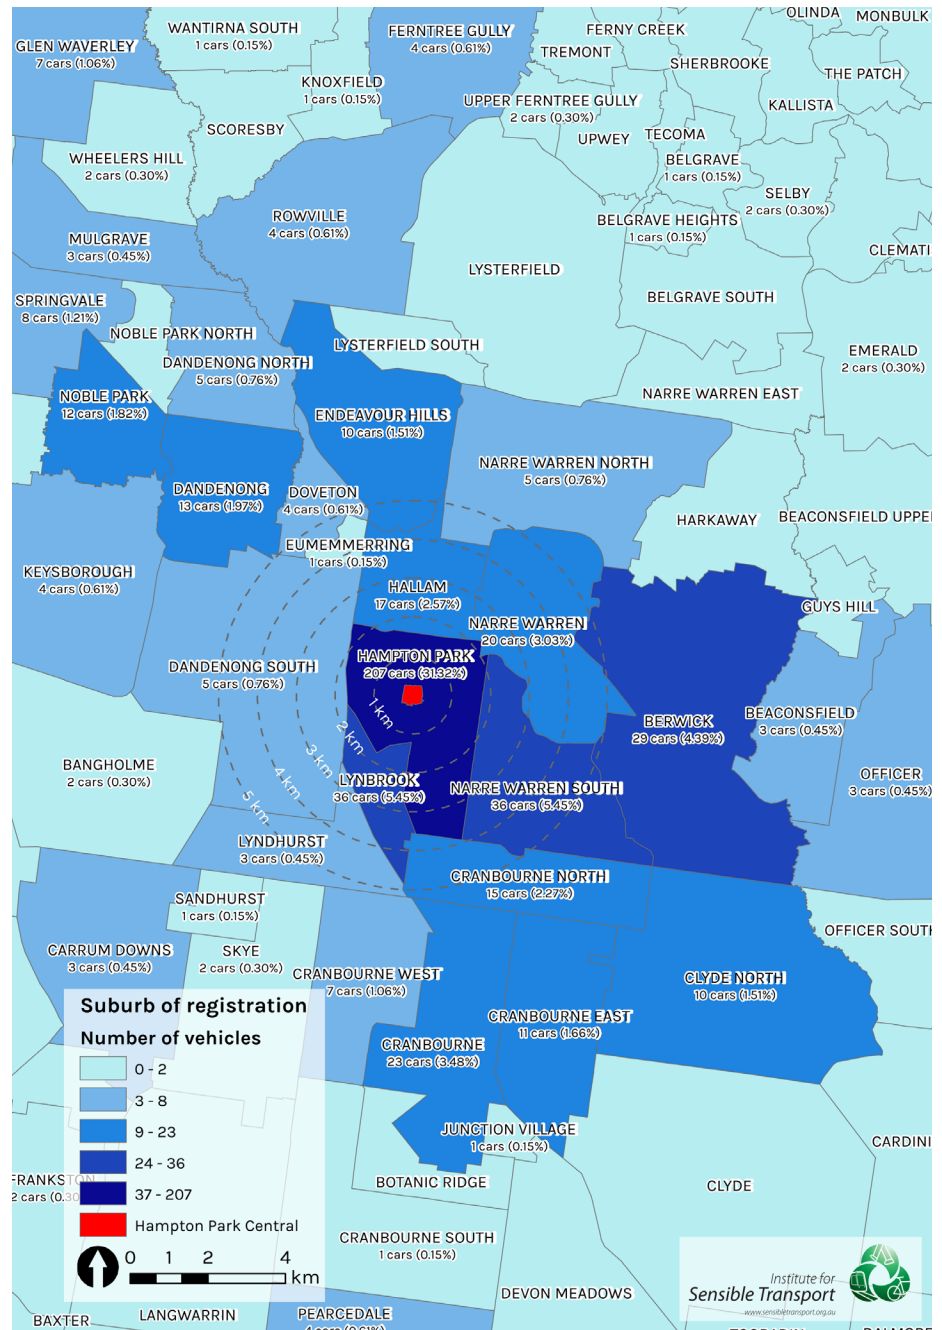 OLINDA
MONBULK
WANTIRNA SOUTH
1 cars (0.15%)
FERNTREE GULLY
4 cars (0.61%)
FERNY CREEK
GLEN WAVERLEY
7 cars (1.06%)
TREMONT
SHERBROOKE
THE PATCH
KNOXFIELD
1 cars (0.15%)
UPPER FERNTREE GULLY
2 cars (0.30%)
KALLISTA
SCORESBY
UPWEY
TECOMA
WHEELERS HILL
2 cars (0.30%)
BELGRAVE
1 cars (0.15%)
SELBY
2 cars (0.30%)
ROWVILLE
4 cars (0.61%)
BELGRAVE HEIGHTS
1 cars (0.15%)
MULGRAVE
3 cars (0.45%)
CLEMATI
LYSTERFIELD
BELGRAVE SOUTH
SPRINGVALE
8 cars (1.21%)
NOBLE PARK NORTH
LYSTERFIELD SOUTH
EMERALD
2 cars (0.30%)
DANDENONG NORTH
5 cars (0.76%)
NARRE WARREN EAST
NOBLE PARK
12 cars (1.82%)
ENDEAVOUR HILLS
10 cars (1.51%)
NARRE WARREN NORTH
5 cars (0.76%)
DANDENONG
13 cars (1.97%)
DOVETON
4 cars (0.61%)
HARKAWAY
BEACONSFIELD UPPER
EUMEMMERRING
1 cars (0.15%)
KEYSBOROUGH
4 cars (0.61%)
HALLAM
17 cars (2.57%)
GUYS HILL
NARRE WARREN
20 cars (3.03%)
HAMPTON PARK
207 cars (31.32%)
DANDENONG SOUTH
5 cars (0.76%)
1 km
2 km
3 km
4 km
5 km
BERWICK
29 cars (4.39%)
BEACONSFIELD
3 cars (0.45%)
BANGHOLME
2 cars (0.30%)
OFFICER
3 cars (0.45%)
LYNBROOK
36 cars (5.45%)
NARRE WARREN SOUTH
36 cars (5.45%)
LYNDHURST
3 cars (0.45%)
CRANBOURNE NORTH
15 cars (2.27%)
SANDHURST
1 cars (0.15%)
OFFICER SOUTH
CARRUM DOWNS
3 cars (0.45%)
SKYE
2 cars (0.30%)
CRANBOURNE WEST
7 cars (1.06%)
CLYDE NORTH
10 cars (1.51%)
CRANBOURNE EAST
11 cars (1.66%)
CRANBOURNE
23 cars (3.48%)
JUNCTION VILLAGE
1 cars (0.15%)
CARDINI
BOTANIC RIDGE
CLYDE
FRANKSTON
2 cars (0.30
CRANBOURNE SOUTH
1 cars (0.15%)
DEVON MEADOWS
BAXTER
LANGWARRIN
PEARCEDALE
4 cars (0.61%)
Suburb of registration
Number of vehicles
0 - 2
3 - 8
9 - 23
24 - 36
37 - 207
Hampton Park Central
0 1 2 4
km
Institute for
Sensible Transport
www.sensibletransport.org.au